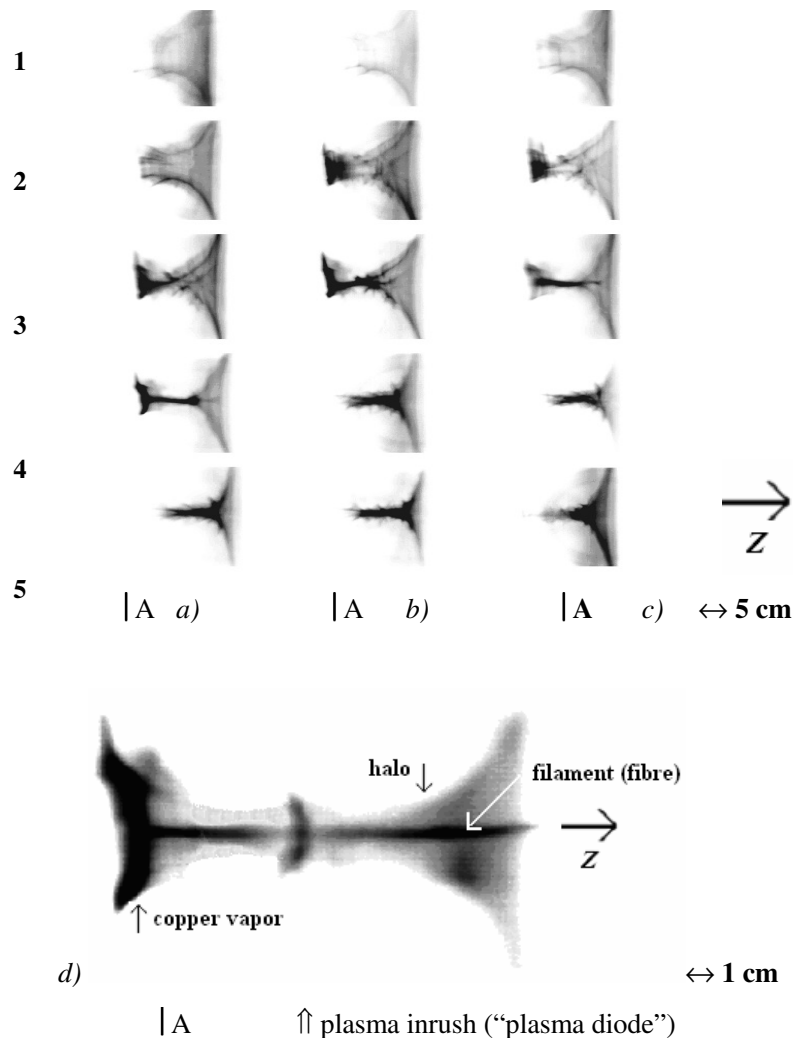 1
2
3
4
Z
5
A a) A b) A c) ↔ 5 cm
halo ↓
filament (fibre)
Z
↑ copper vapor
d) ↔ 1 cm
A ⇑ plasma inrush (“plasma diode”)